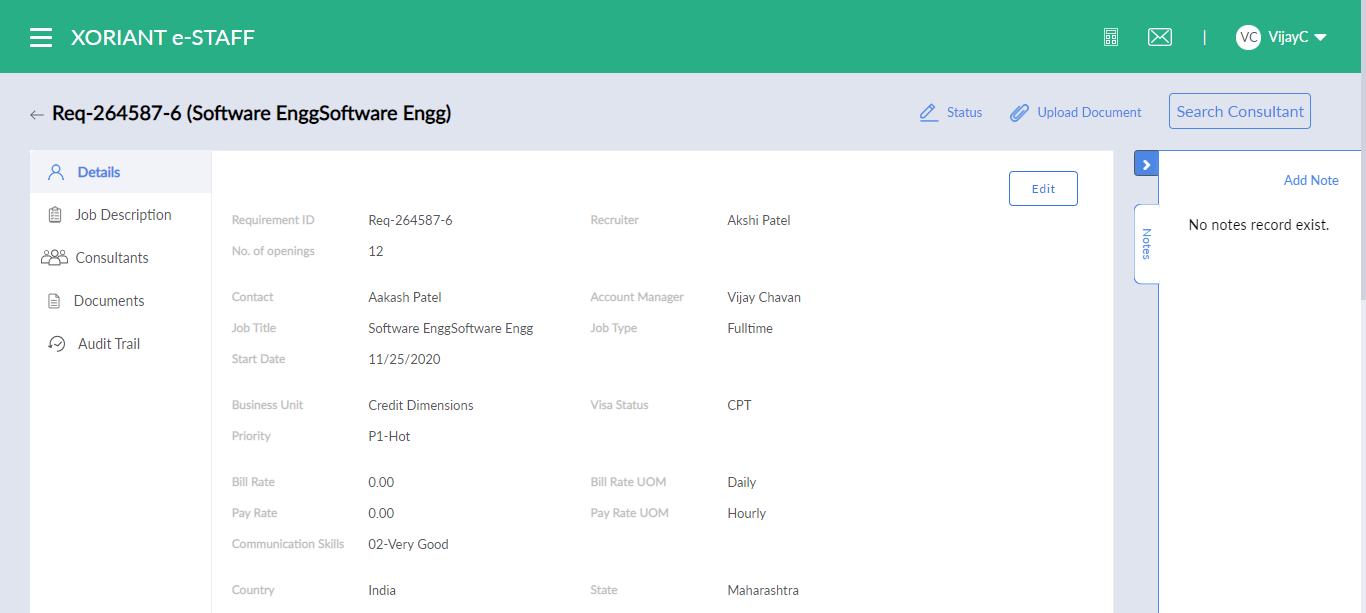 XORIANT e-STAFF
| VC VijayC
Req-264587-6 (Software EnggSoftware Engg)
Status Upload Document Search Consultant
Details
Job Description
Consultants
Documents
Audit Trail
Edit
Requirement ID Req-264587-6 Recruiter Akshi Patel
No. of openings 12
Contact Aakash Patel Account Manager Vijay Chavan
Job Title Software EnggSoftware Engg Job Type Fulltime
Start Date 11/25/2020
Business Unit Credit Dimensions Visa Status CPT
Priority P1-Hot
Bill Rate 0.00 Bill Rate UOM Daily
Pay Rate 0.00 Pay Rate UOM Hourly
Communication Skills 02-Very Good
Country India State Maharashtra
Add Note
Notes
No notes record exist.